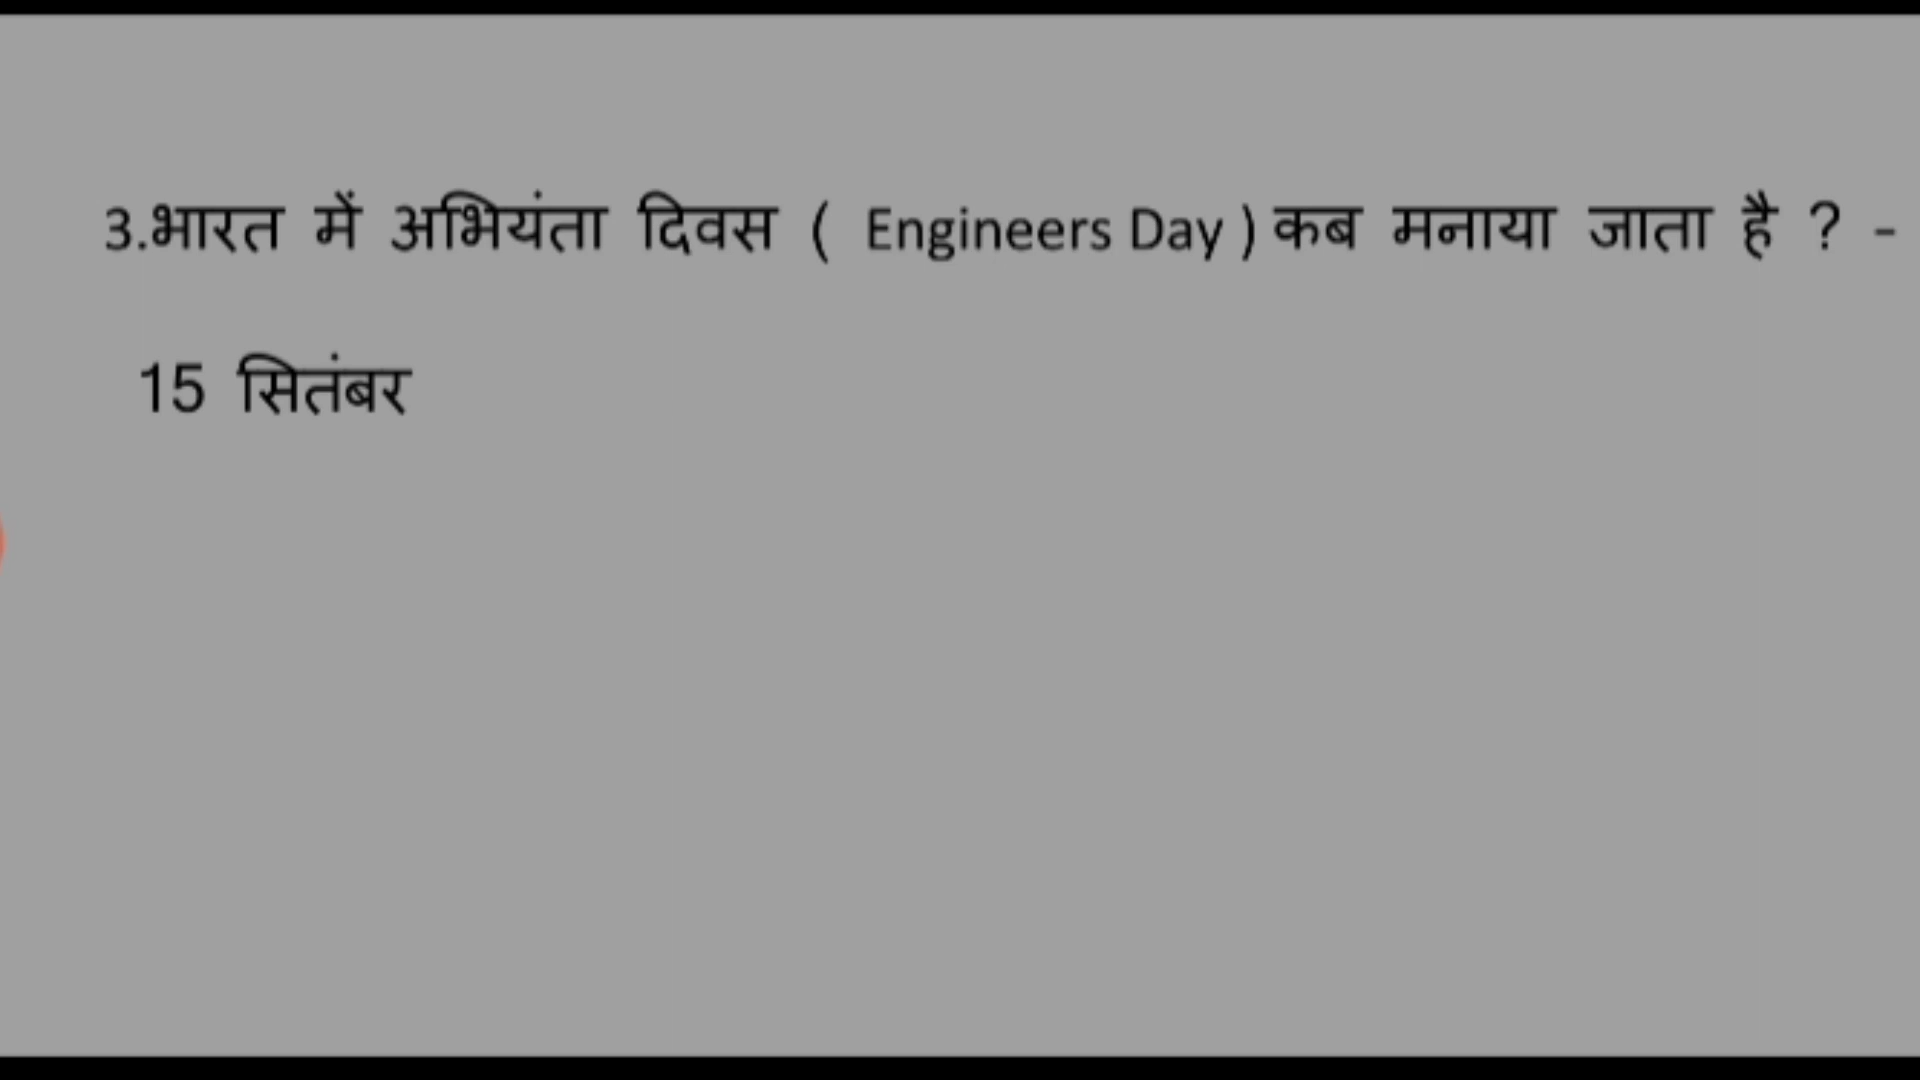 3.भारत में अभियंता दिवस ( Engineers Day ) कब मनाया जाता है ? -
15 सितंबर